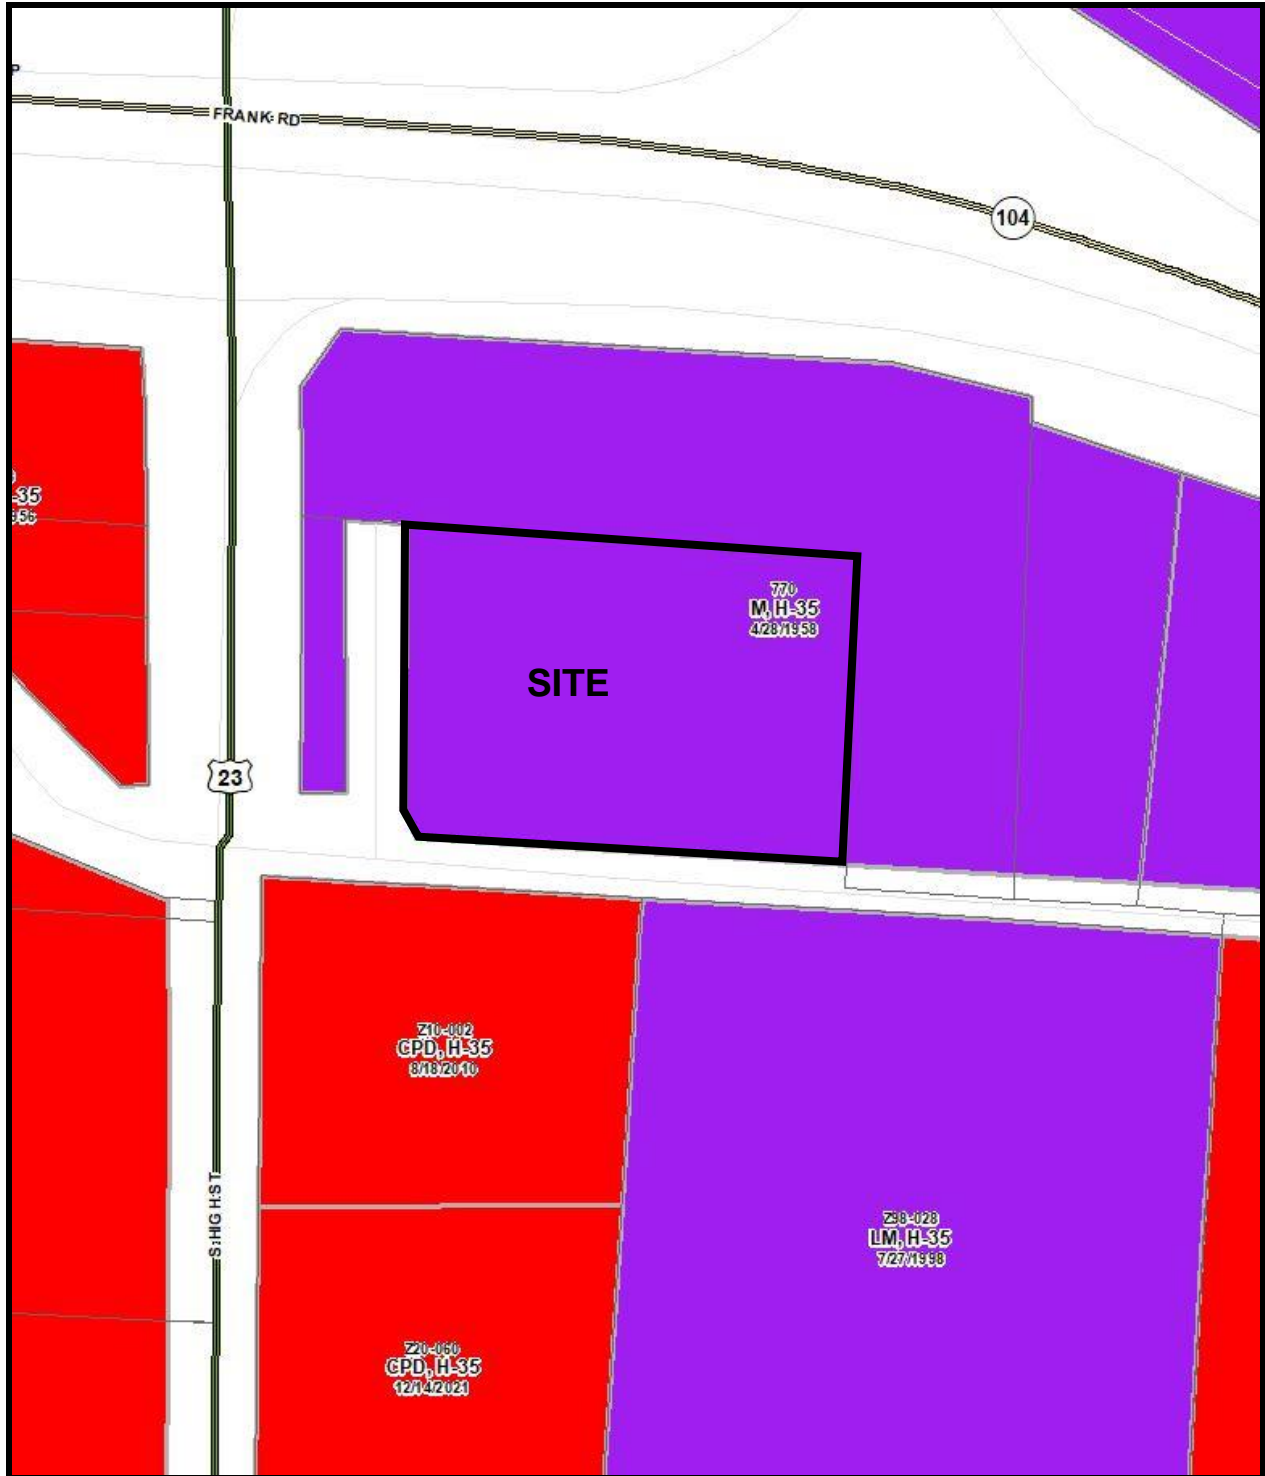 P
FRANK RD
104
-35
956
770
M, H-35
4/28/1958
SITE
23
Z10-002
CPD, H-35
8/18/2010
S HIGH ST
Z98-028
LM, H-35
7/27/1998
Z20-060
CPD, H-35
12/14/2021